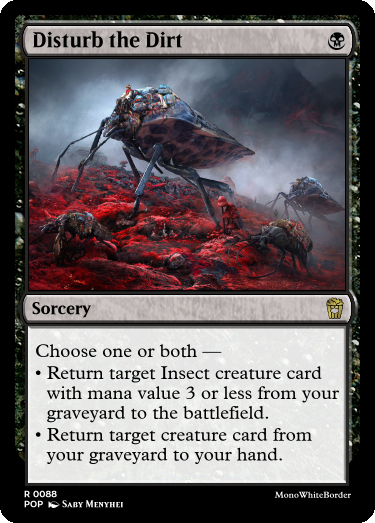 Disturb the Dirt
Sorcery
Choose one or both —
• Return target Insect creature card
with mana value 3 or less from your
graveyard to the battlefield.
• Return target creature card from
your graveyard to your hand.
R 0088
POP Saby Menyhei
MonoWhiteBorder